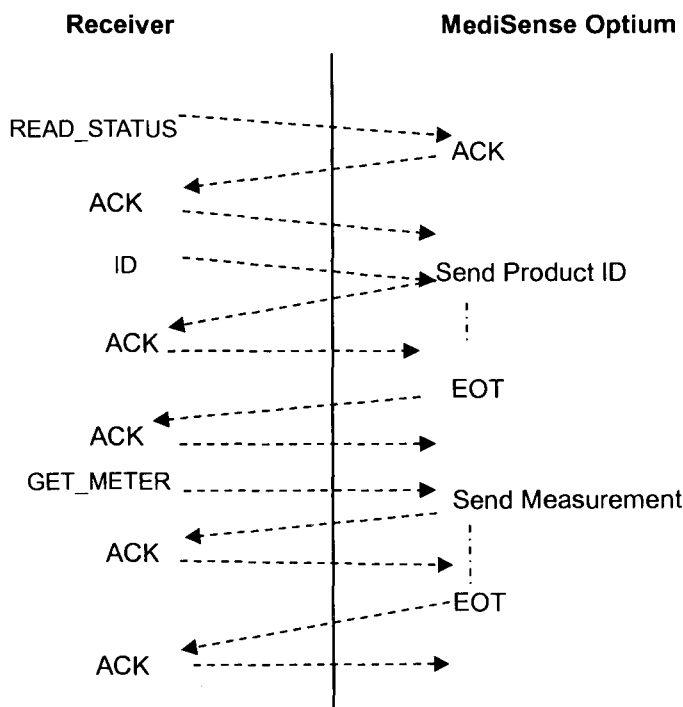 Receiver MediSense Optium
READ_STATUS
ACK
ACK
ID
Send Product ID
ACK
EOT
ACK
GET_METER
Send Measurement
ACK
EOT
ACK